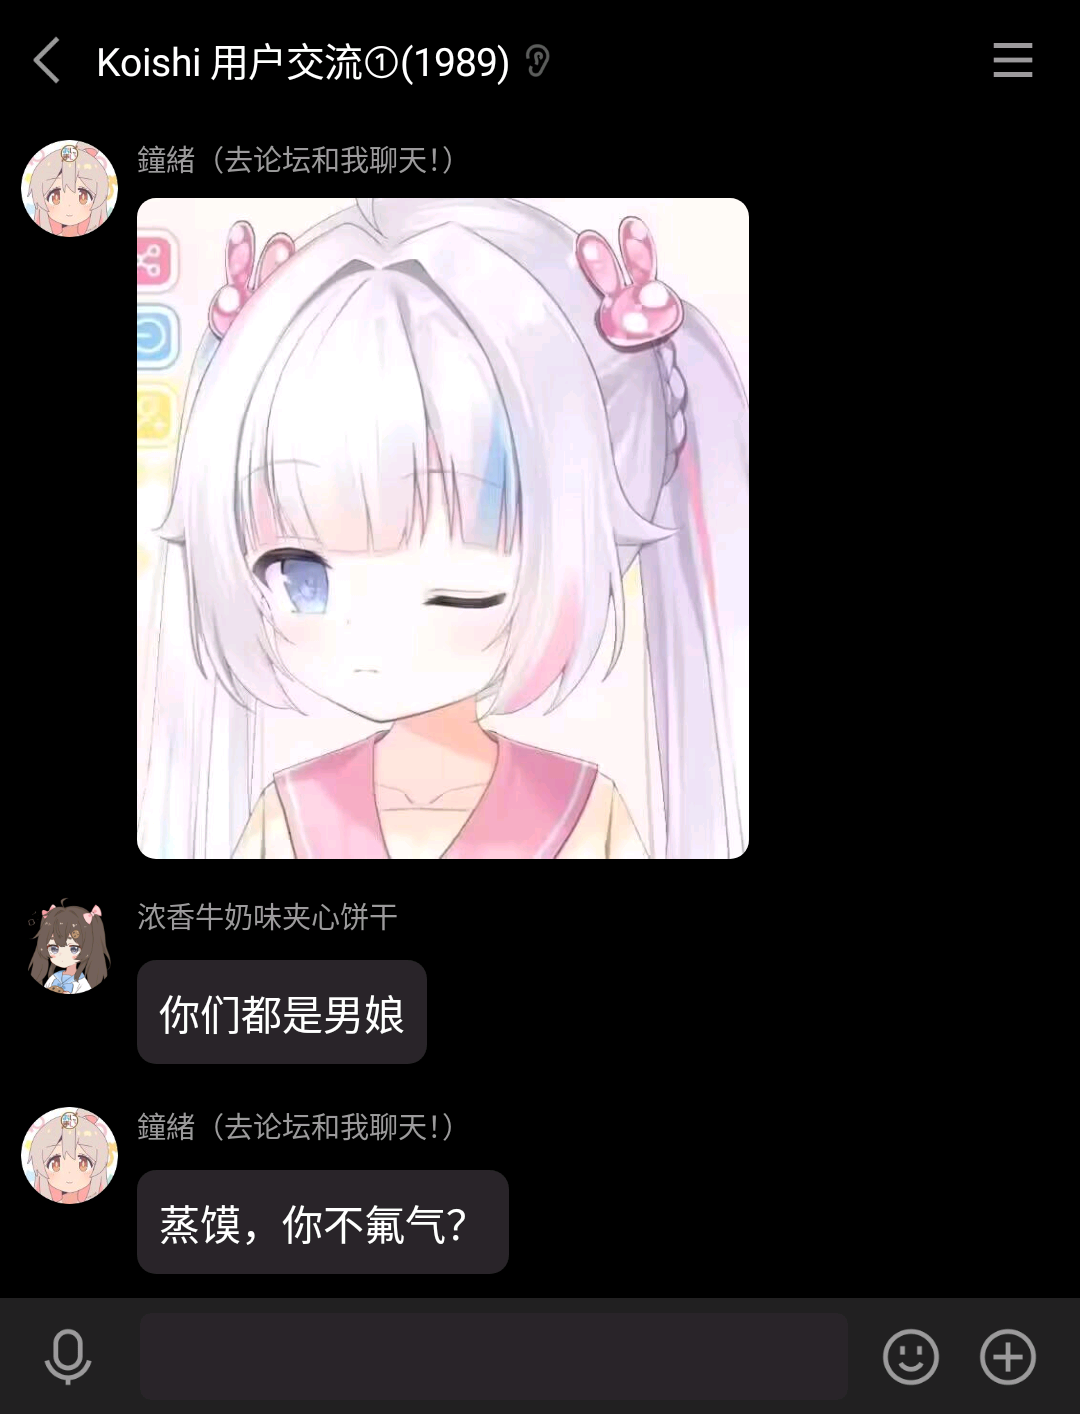 Koishi 用户交流①(1989)
鐘緒（去论坛和我聊天！）
浓香牛奶味夹心饼干
你们都是男娘
鐘緒（去论坛和我聊天！）
蒸馍，你不氟气？